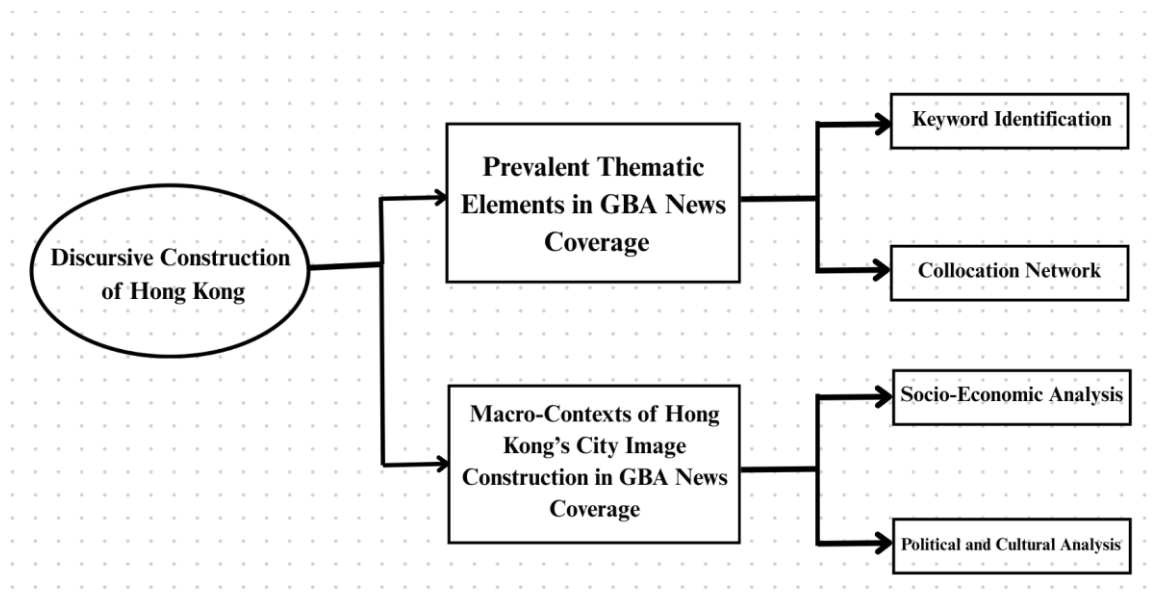 Discursive Construction
of Hong Kong
Prevalent Thematic
Elements in GBA News
Coverage
Keyword Identification
Collocation Network
Macro-Contexts of Hong
Kong’s City Image
Construction in GBA News
Coverage
Socio-Economic Analysis
Political and Cultural Analysis